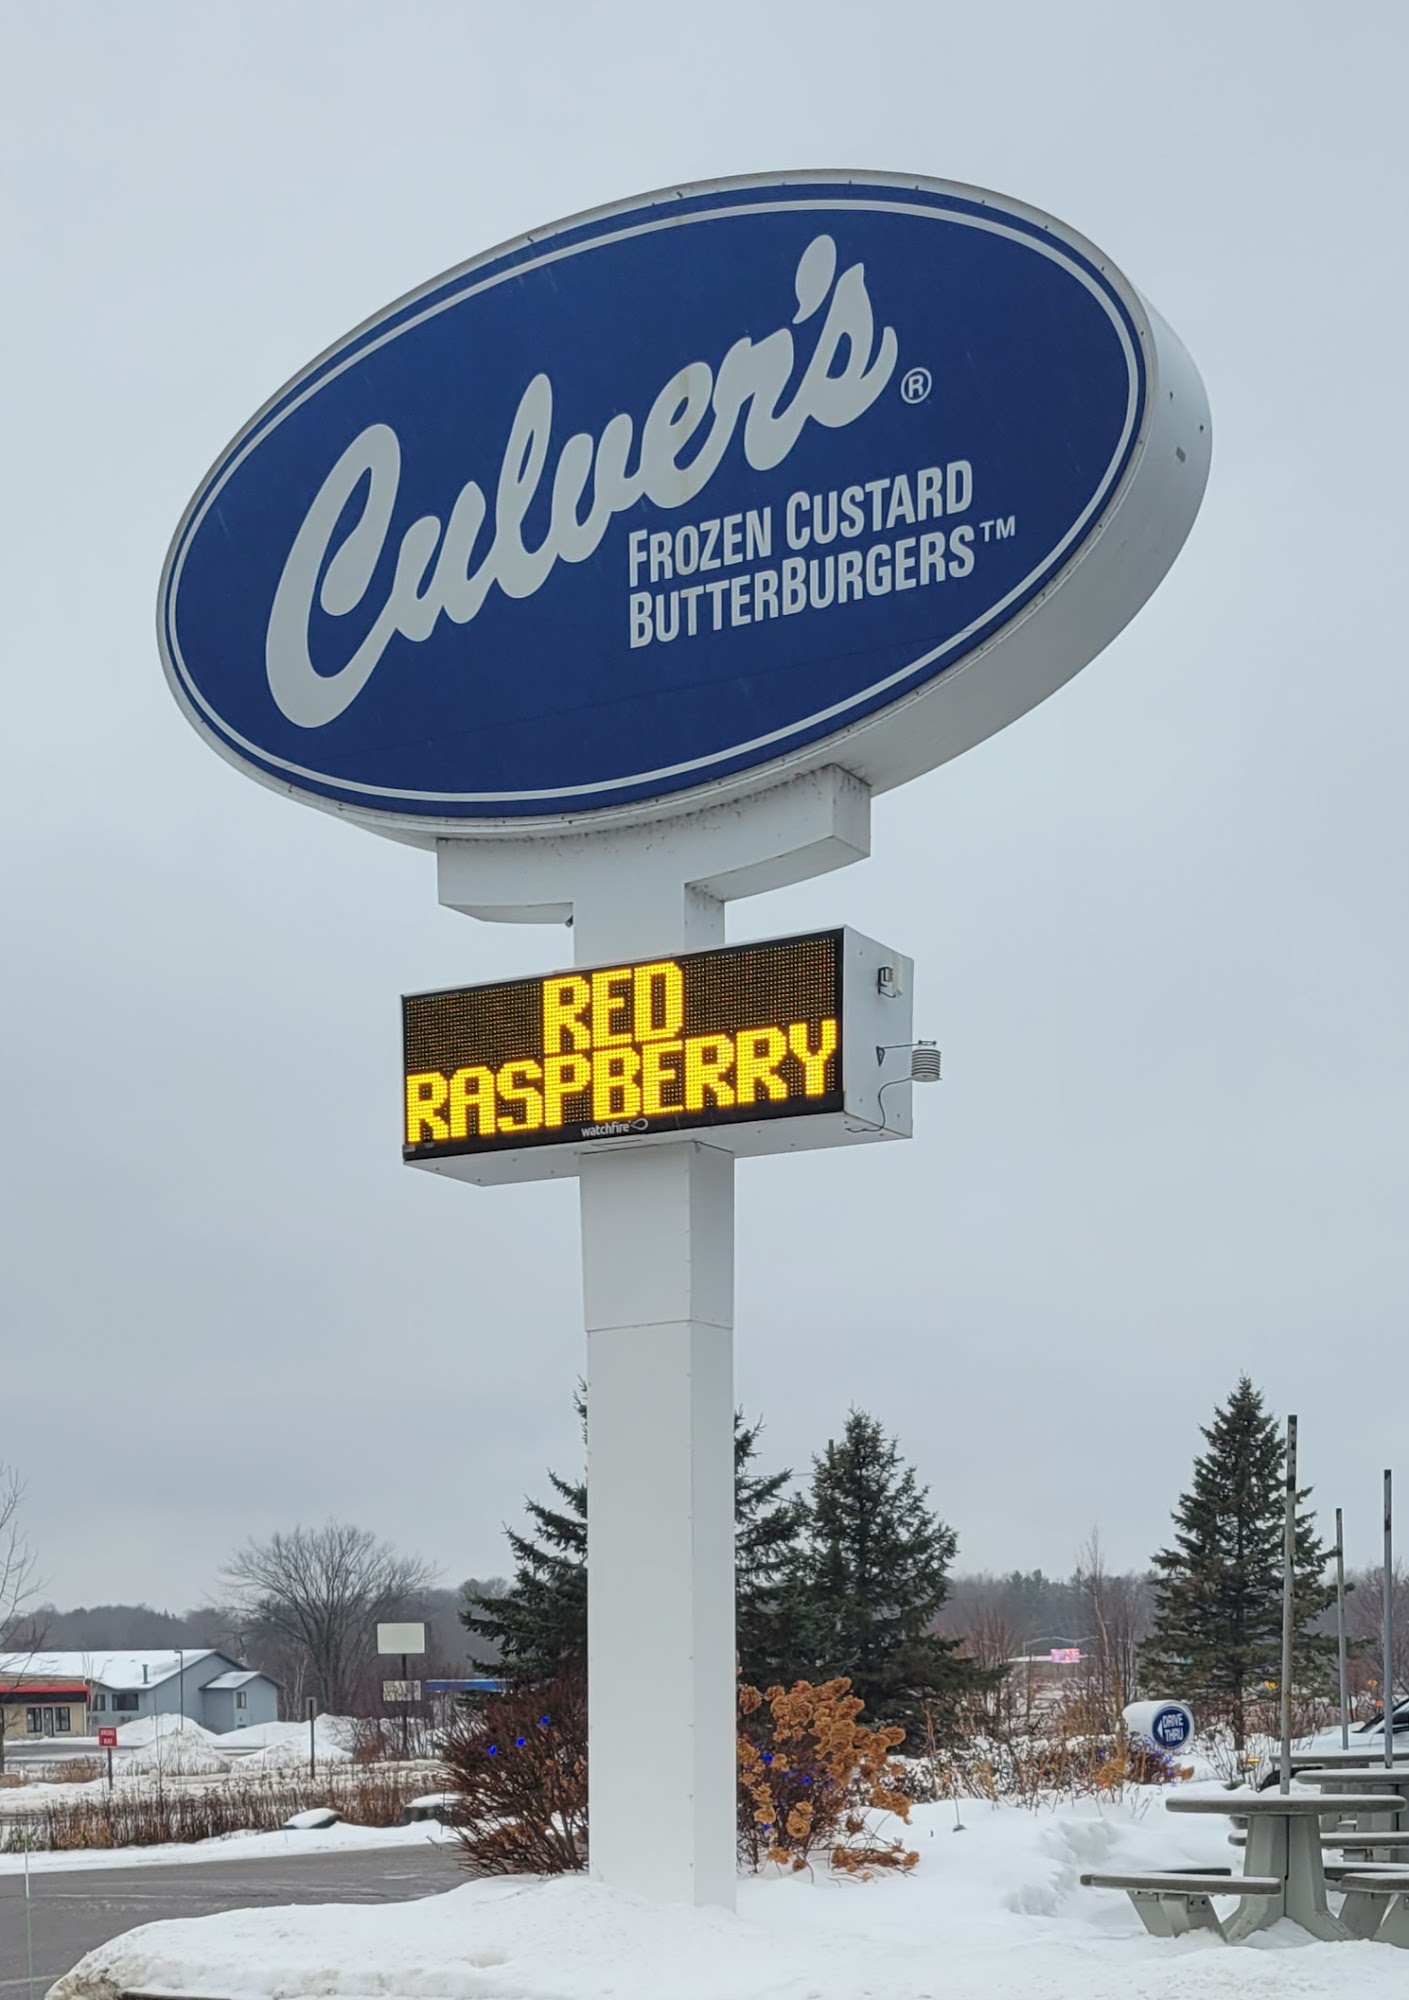 Culver's®
FROZEN CUSTARD
BUTTERBURGERS™
RED
RASPBERRY
watchfire
DRIVE
THRU